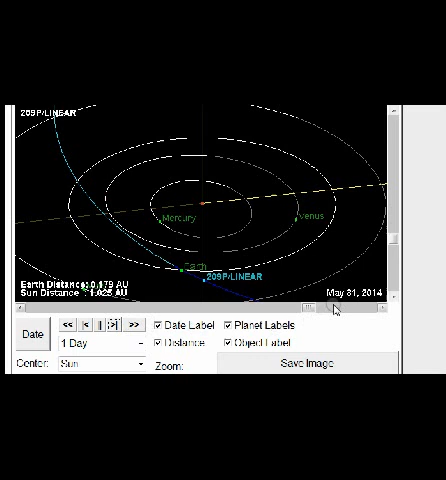 209P/LINEAR
Mercury
Venus
Earth
209P/LINEAR
Earth Distance: 0.179 AU
Sun Distance : 1.025 AU
May 31, 2014
Date
<< |< || >| >>
Date Label
Planet Labels
1 Day
Distance
Object Label
Center:
Sun
Zoom:
Save Image